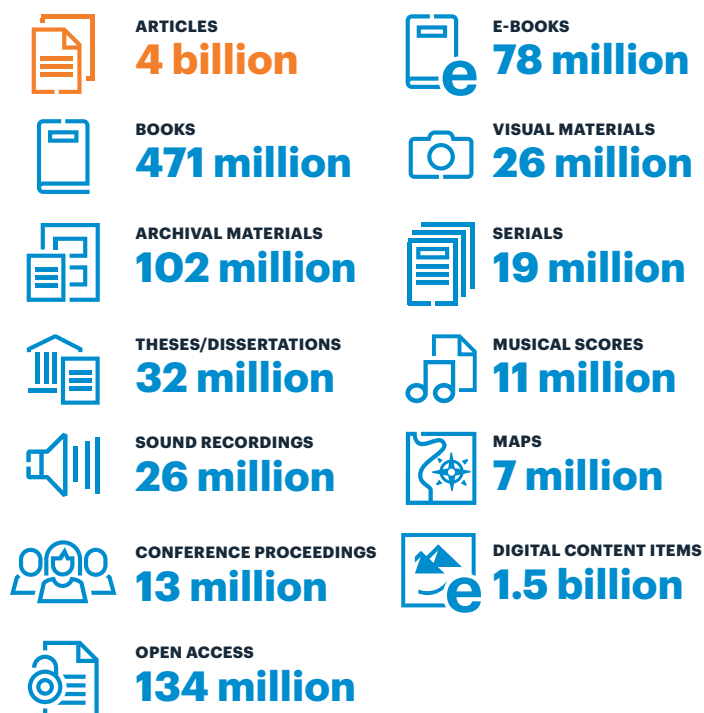 ARTICLES
4 billion
E-BOOKS
78 million
BOOKS
471 million
VISUAL MATERIALS
26 million
ARCHIVAL MATERIALS
102 million
SERIALS
19 million
THESES/DISSERTATIONS
32 million
MUSICAL SCORES
11 million
SOUND RECORDINGS
26 million
MAPS
7 million
CONFERENCE PROCEEDINGS
13 million
DIGITAL CONTENT ITEMS
1.5 billion
OPEN ACCESS
134 million